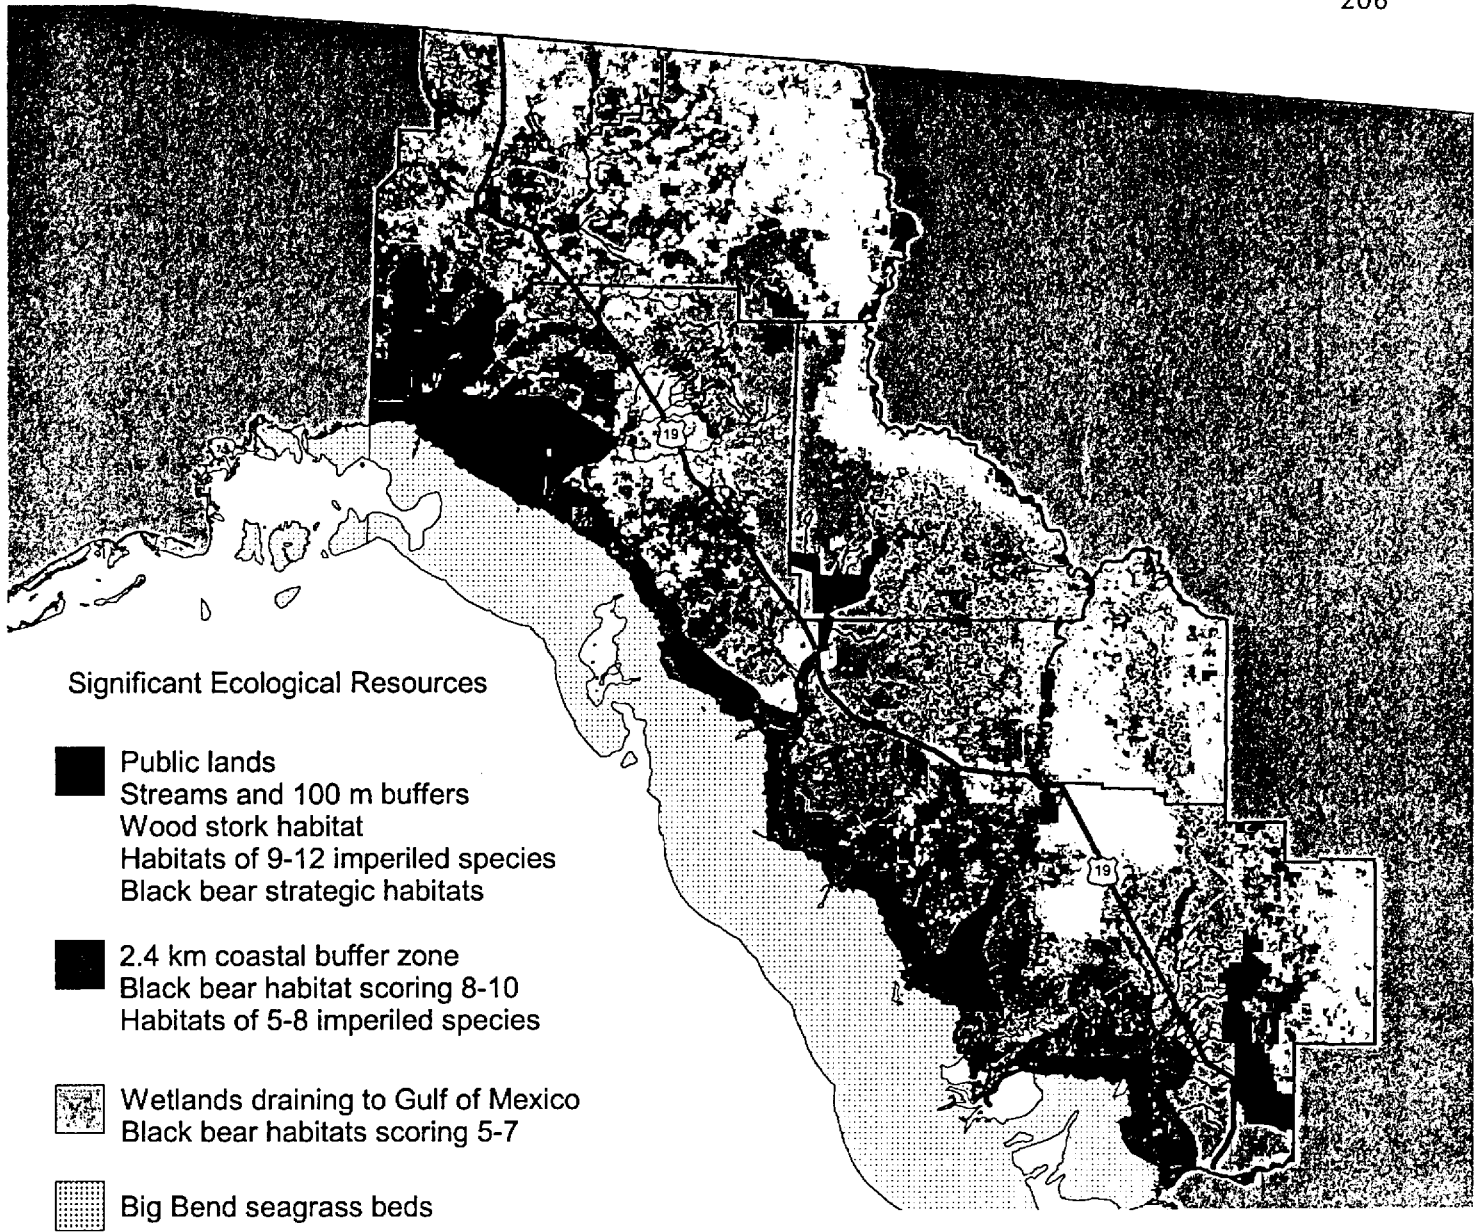 206
19
19
Significant Ecological Resources
Public lands
Streams and 100 m buffers
Wood stork habitat
Habitats of 9-12 imperiled species
Black bear strategic habitats
2.4 km coastal buffer zone
Black bear habitat scoring 8-10
Habitats of 5-8 imperiled species
Wetlands draining to Gulf of Mexico
Black bear habitats scoring 5-7
Big Bend seagrass beds